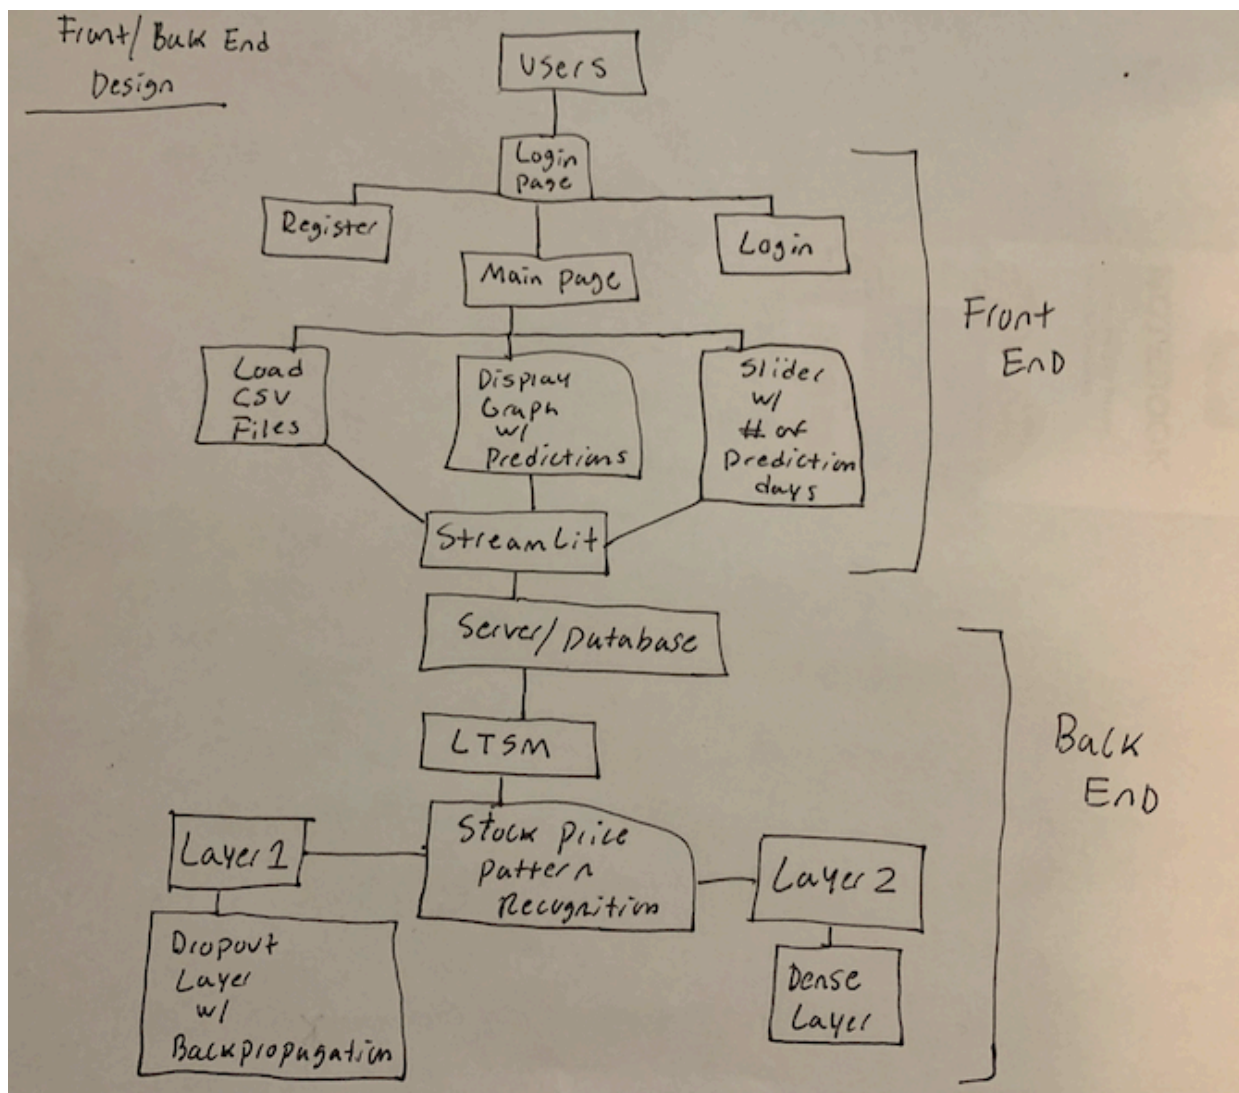 Front/Back End
Design
Users
Login
page
Register
Login
Main page
Load
CSV
Files
Display
Graph
w/
Predictions
Slider
w/
# of
Prediction
days
StreamLit
Front
END
Server/Database
LTSM
Stock price
pattern
Recognition
Layer 1
Layer 2
Dropout
Layer
w/
Backpropagation
Dense
Layer
Back
END